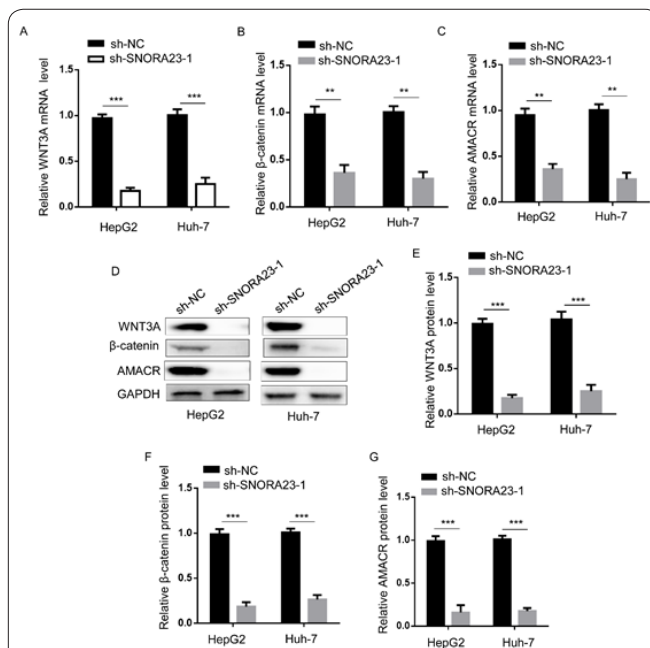 A
sh-NC
sh-SNORA23-1
Relative WNT3A mRNA level
1.5
1.0
0.5
0.0
***
***
HepG2
Huh-7
B
sh-NC
sh-SNORA23-1
Relative β-catenin mRNA level
1.5
1.0
0.5
0.0
**
**
HepG2
Huh-7
C
sh-NC
sh-SNORA23-1
Relative AMACR mRNA level
1.5
1.0
0.5
0.0
**
**
HepG2
Huh-7
D
sh-NC
sh-SNORA23-1
sh-NC
sh-SNORA23-1
WNT3A
β-catenin
AMACR
GAPDH
HepG2
Huh-7
E
sh-NC
sh-SNORA23-1
Relative WNT3A protein level
1.5
1.0
0.5
0.0
***
***
HepG2
Huh-7
F
sh-NC
sh-SNORA23-1
Relative β-catenin protein level
1.5
1.0
0.5
0.0
***
***
HepG2
Huh-7
G
sh-NC
sh-SNORA23-1
Relative AMACR protein level
1.5
1.0
0.5
0.0
***
***
HepG2
Huh-7